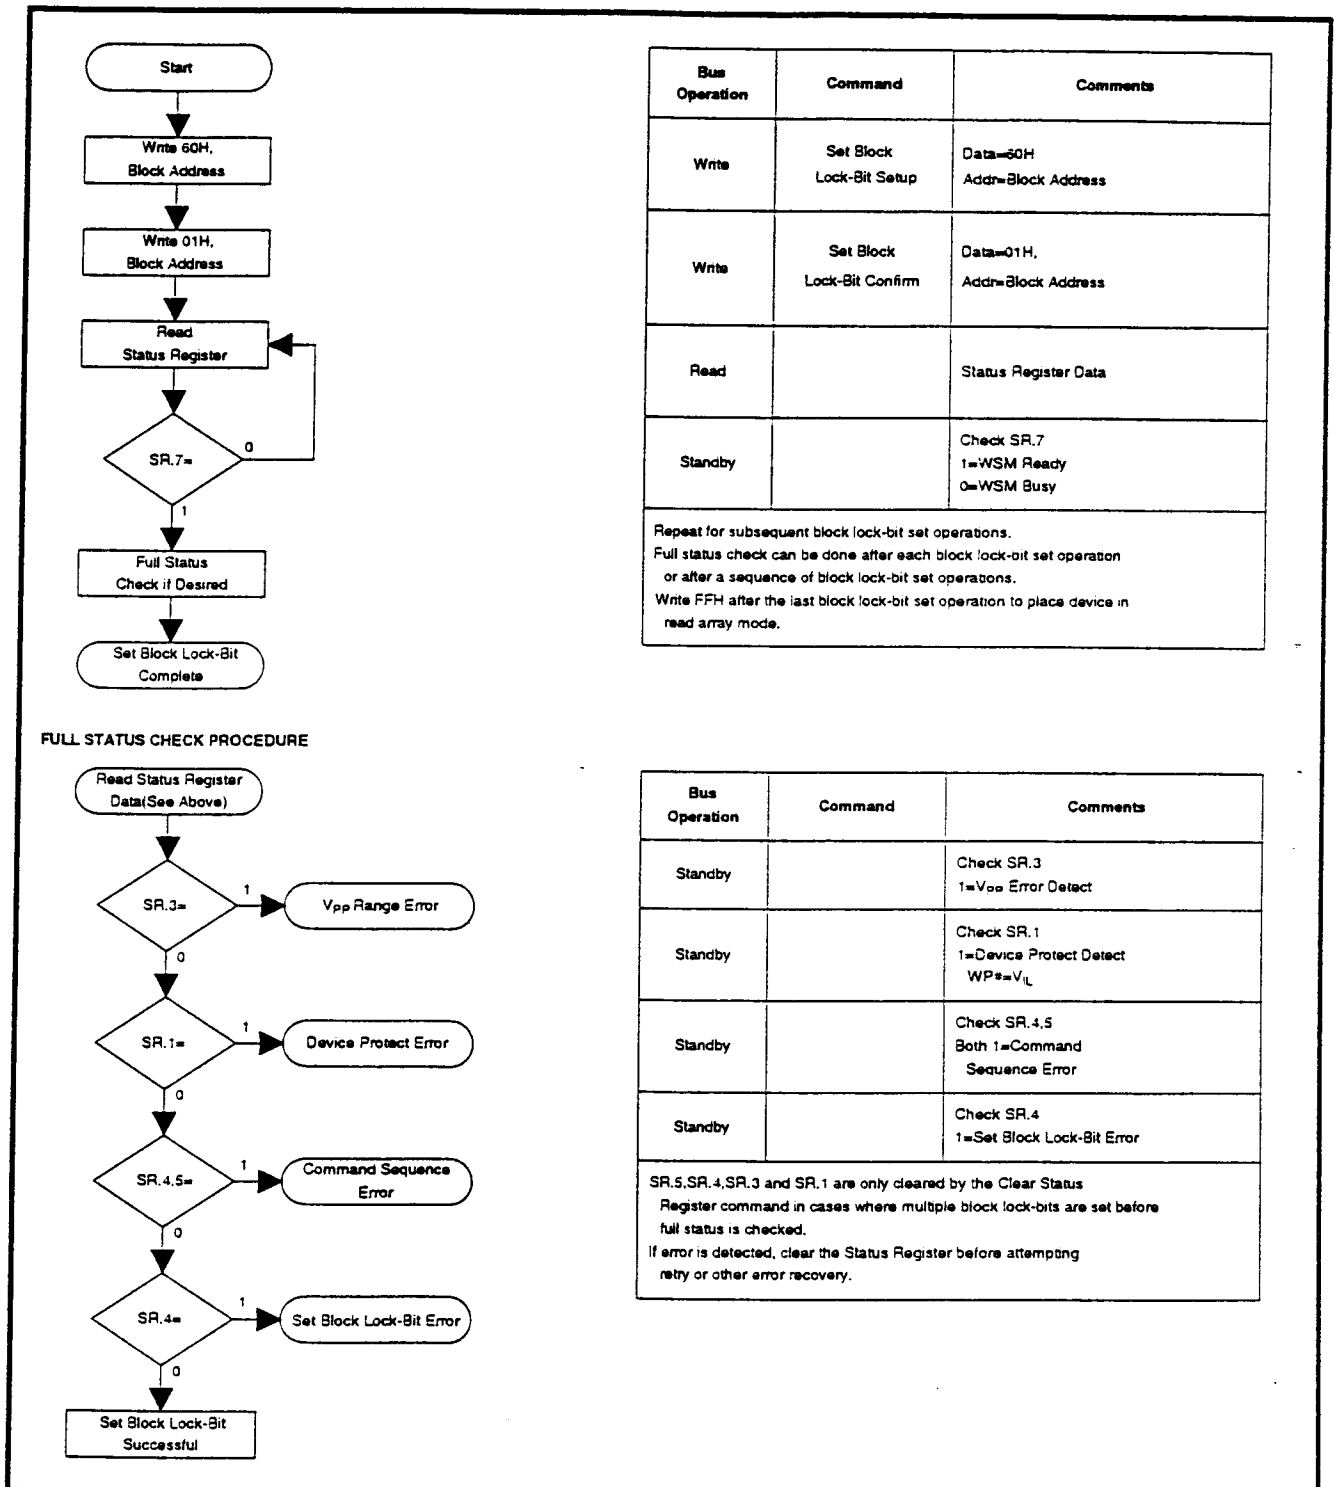 Start
Write 60H,
Block Address
Write 01H,
Block Address
Read
Status Register
SR.7=
0
1
Full Status
Check if Desired
Set Block Lock-Bit
Complete
Bus
Operation
Command
Comments
Write
Set Block
Lock-Bit Setup
Data=60H
Addr=Block Address
Write
Set Block
Lock-Bit Confirm
Data=01H,
Addr=Block Address
Read
Status Register Data
Standby
Check SR.7
1=WSM Ready
0=WSM Busy
Repeat for subsequent block lock-bit set operations.
Full status check can be done after each block lock-bit set operation
or after a sequence of block lock-bit set operations.
Write FFH after the last block lock-bit set operation to place device in
read array mode.
FULL STATUS CHECK PROCEDURE
Read Status Register
Data(See Above)
SR.3=
1
VPP Range Error
0
SR.1=
1
Device Protect Error
0
SR.4,5=
1
Command Sequence
Error
0
SR.4=
1
Set Block Lock-Bit Error
0
Set Block Lock-Bit
Successful
Bus
Operation
Command
Comments
Standby
Check SR.3
1=VPP Error Detect
Standby
Check SR.1
1=Device Protect Detect
WP#=VIL
Standby
Check SR.4,5
Both 1=Command
Sequence Error
Standby
Check SR.4
1=Set Block Lock-Bit Error
SR.5,SR.4,SR.3 and SR.1 are only cleared by the Clear Status
Register command in cases where multiple block lock-bits are set before
full status is checked.
If error is detected, clear the Status Register before attempting
retry or other error recovery.